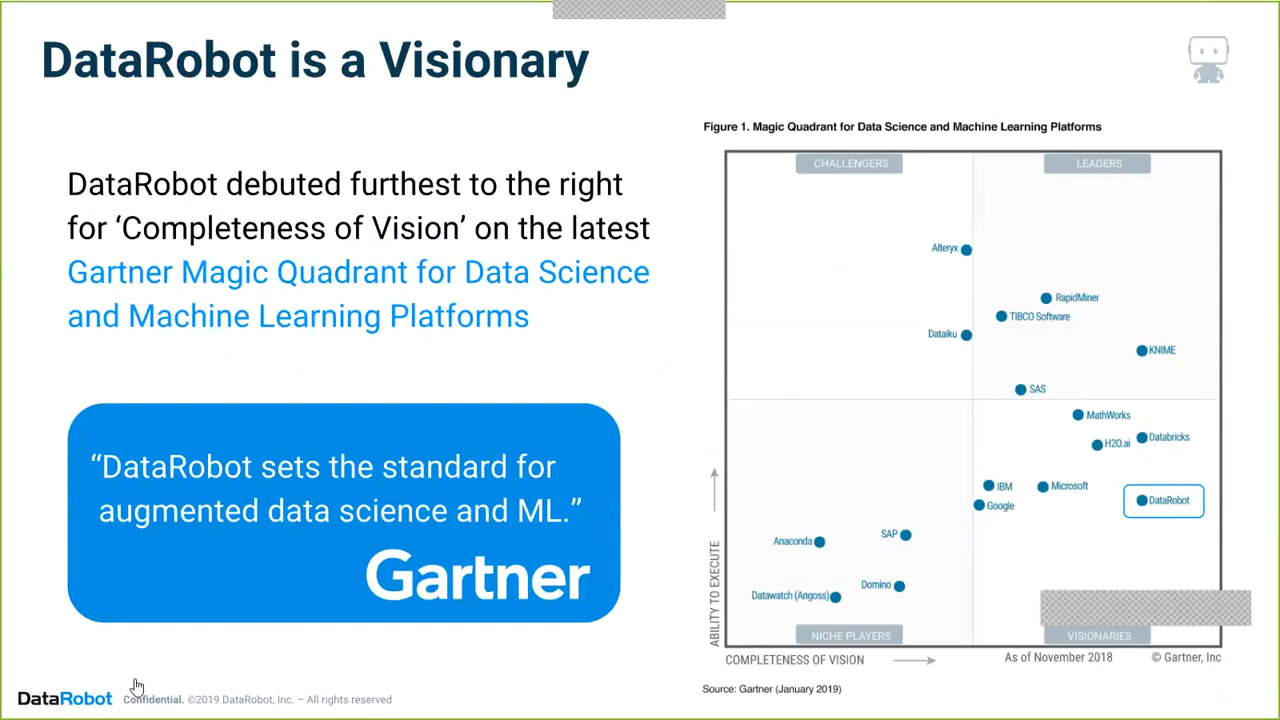 DataRobot is a Visionary
DataRobot debuted furthest to the right
for ‘Completeness of Vision’ on the latest
Gartner Magic Quadrant for Data Science
and Machine Learning Platforms
“DataRobot sets the standard for
augmented data science and ML.”
Gartner
Figure 1. Magic Quadrant for Data Science and Machine Learning Platforms
CHALLENGERS
LEADERS
Alteryx
RapidMiner
TIBCO Software
Dataiku
KNIME
SAS
MathWorks
Databricks
H2O.ai
IBM
Microsoft
DataRobot
Google
SAP
Anaconda
Domino
Datawatch (Angoss)
NICHE PLAYERS
VISIONARIES
ABILITY TO EXECUTE
COMPLETENESS OF VISION
As of November 2018
© Gartner, Inc
Source: Gartner (January 2019)
DataRobot
Confidential. ©2019 DataRobot, Inc. – All rights reserved